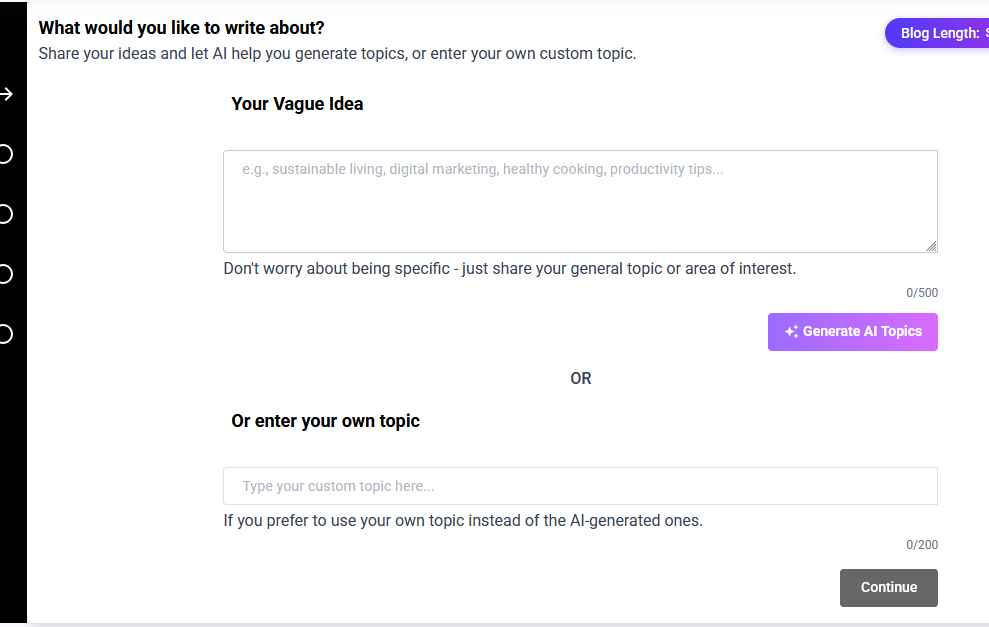 What would you like to write about?
Share your ideas and let AI help you generate topics, or enter your own custom topic.
Blog Length:
Your Vague Idea
e.g., sustainable living, digital marketing, healthy cooking, productivity tips...
Don't worry about being specific - just share your general topic or area of interest.
0/500
Generate AI Topics
OR
Or enter your own topic
Type your custom topic here...
If you prefer to use your own topic instead of the AI-generated ones.
0/200
Continue